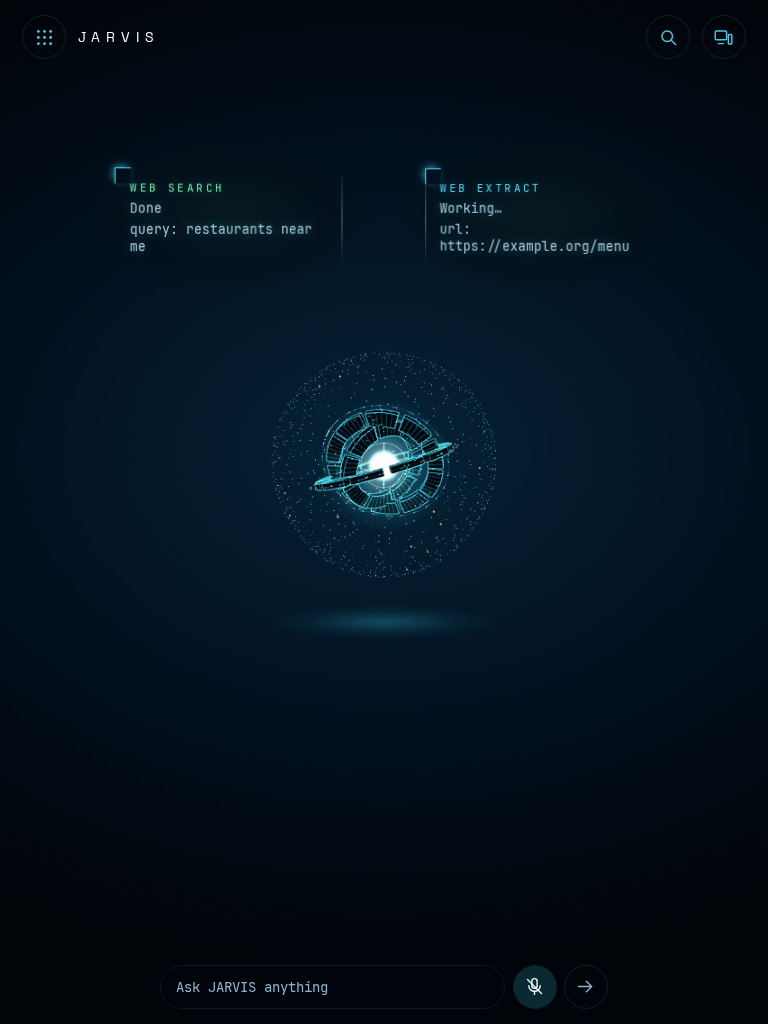 JARVIS
WEB SEARCH
Done
query: restaurants near
me
WEB EXTRACT
Working…
url:
https://example.org/menu
Ask JARVIS anything